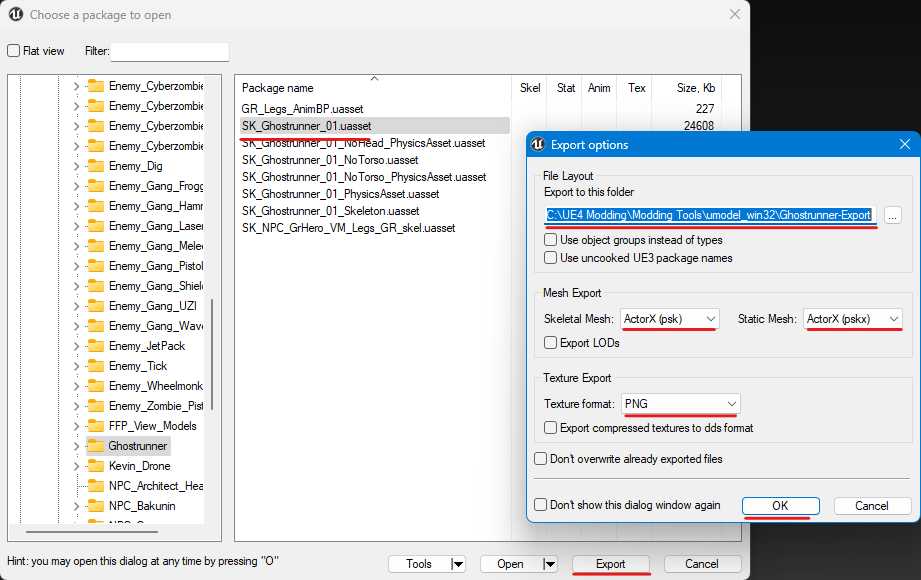 Choose a package to open
Flat view
Filter:
Enemy_Cyberzombie
Enemy_Cyberzombie
Enemy_Cyberzombie
Enemy_Cyberzombie
Enemy_Dig
Enemy_Gang_Frogg
Enemy_Gang_Hamr
Enemy_Gang_Laser
Enemy_Gang_Melee
Enemy_Gang_Pistol
Enemy_Gang_Shiel
Enemy_Gang_UZI
Enemy_Gang_Wave
Enemy_JetPack
Enemy_Tick
Enemy_Wheelmonk
Enemy_Zombie_Pist
FFP_View_Models
Ghostrunner
Kevin_Drone
NPC_Architect_Hea
NPC_Bakunin
Package name Skel Stat Anim Tex Size, Kb
GR_Legs_AnimBP.uasset 227
SK_Ghostrunner_01.uasset 24608
SK_Ghostrunner_01_NoHead_PhysicsAsset.uasset
SK_Ghostrunner_01_NoTorso.uasset
SK_Ghostrunner_01_NoTorso_PhysicsAsset.uasset
SK_Ghostrunner_01_PhysicsAsset.uasset
SK_Ghostrunner_01_Skeleton.uasset
SK_NPC_GrHero_VM_Legs_GR_skel.uasset
Export options
File Layout
Export to this folder
C:\UE4 Modding\Modding Tools\umodel_win32\Ghostrunner-Export
...
Use object groups instead of types
Use uncooked UE3 package names
Mesh Export
Skeletal Mesh: ActorX (psk) Static Mesh: ActorX (pskx)
Export LODs
Texture Export
Texture format: PNG
Export compressed textures to dds format
Don't overwrite already exported files
Don't show this dialog window again
OK
Cancel
Hint: you may open this dialog at any time by pressing "O"
Tools
Open
Export
Cancel